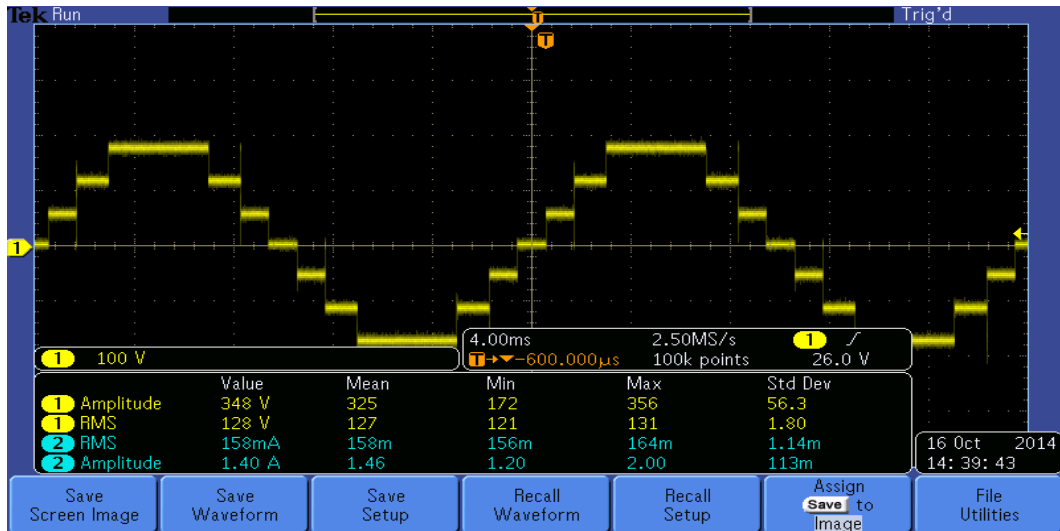 Tek Run Trig'd
T
T
1
1 100 V
4.00ms 2.50MS/s 1 /
T→▼-600.000µs 100k points 26.0 V
Value Mean Min Max Std Dev
1 Amplitude 348 V 325 172 356 56.3
1 RMS 128 V 127 121 131 1.80
2 RMS 158mA 158m 156m 164m 1.14m
2 Amplitude 1.40 A 1.46 1.20 2.00 113m
16 Oct 2014
14:39:43
Save Screen Image
Save Waveform
Save Setup
Recall Waveform
Recall Setup
Assign Save to Image
File Utilities